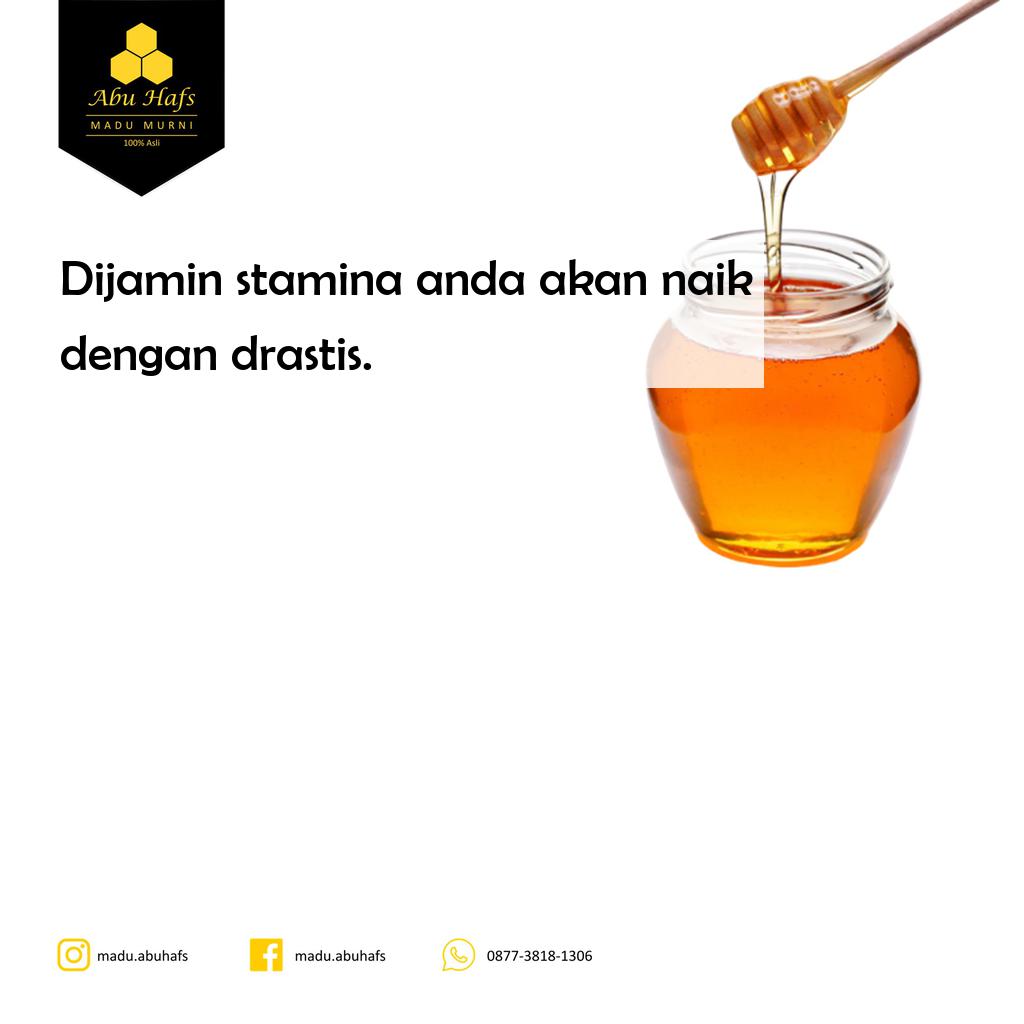 Abu Hafs
MADU MURNI
100% Asli
Dijamin stamina anda akan naik
dengan drastis.
madu.abuhafs
madu.abuhafs
0877-3818-1306